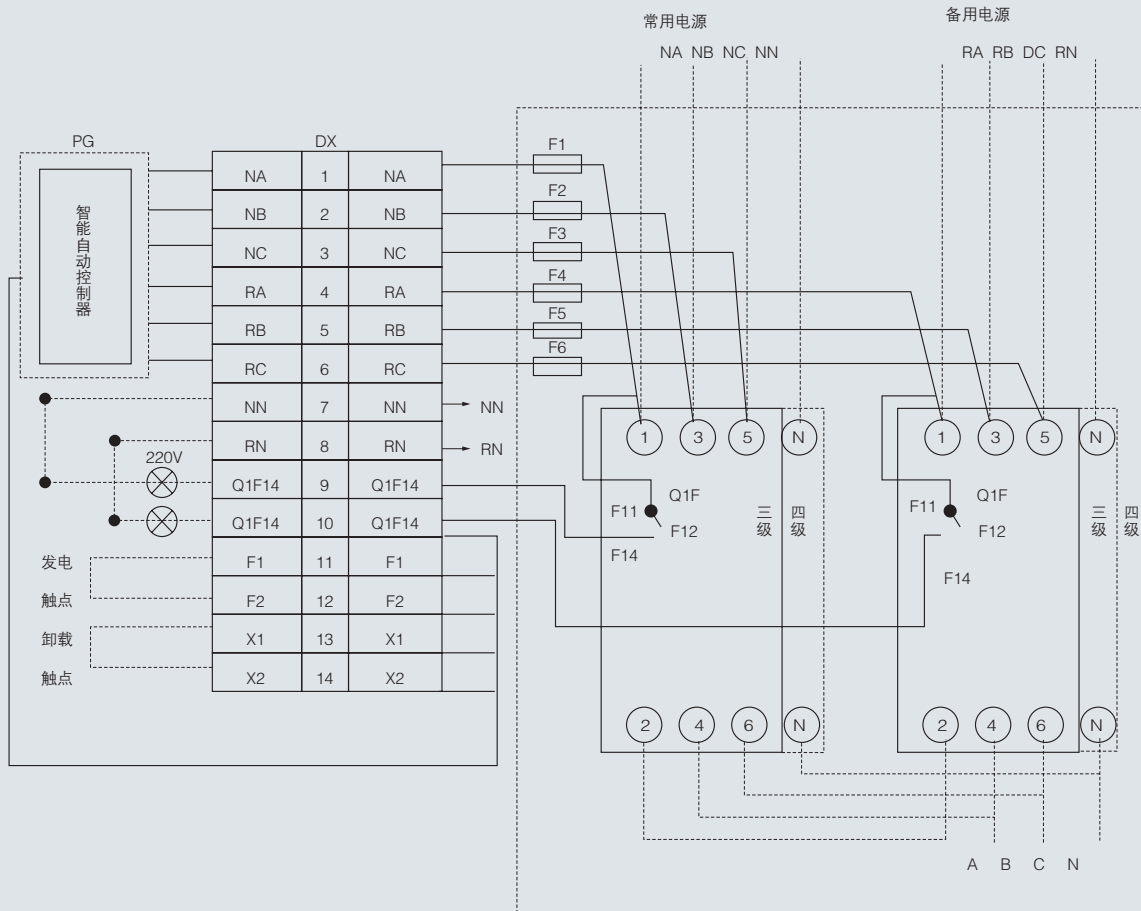 常用电源
备用电源
NA NB NC NN
RA RB DC RN
PG
DX
智能自动控制器
NA 1 NA
NB 2 NB
NC 3 NC
RA 4 RA
RB 5 RB
RC 6 RC
NN 7 NN
RN 8 RN
Q1F14 9 Q1F14
Q1F14 10 Q1F14
F1 11 F1
F2 12 F2
X1 13 X1
X2 14 X2
220V
发电
触点
卸载
触点
F1
F2
F3
F4
F5
F6
NN
RN
1 3 5 N
Q1F
F11
F12
F14
三级
四级
2 4 6 N
1 3 5 N
Q1F
F11
F12
F14
三级
四级
2 4 6 N
A B C N